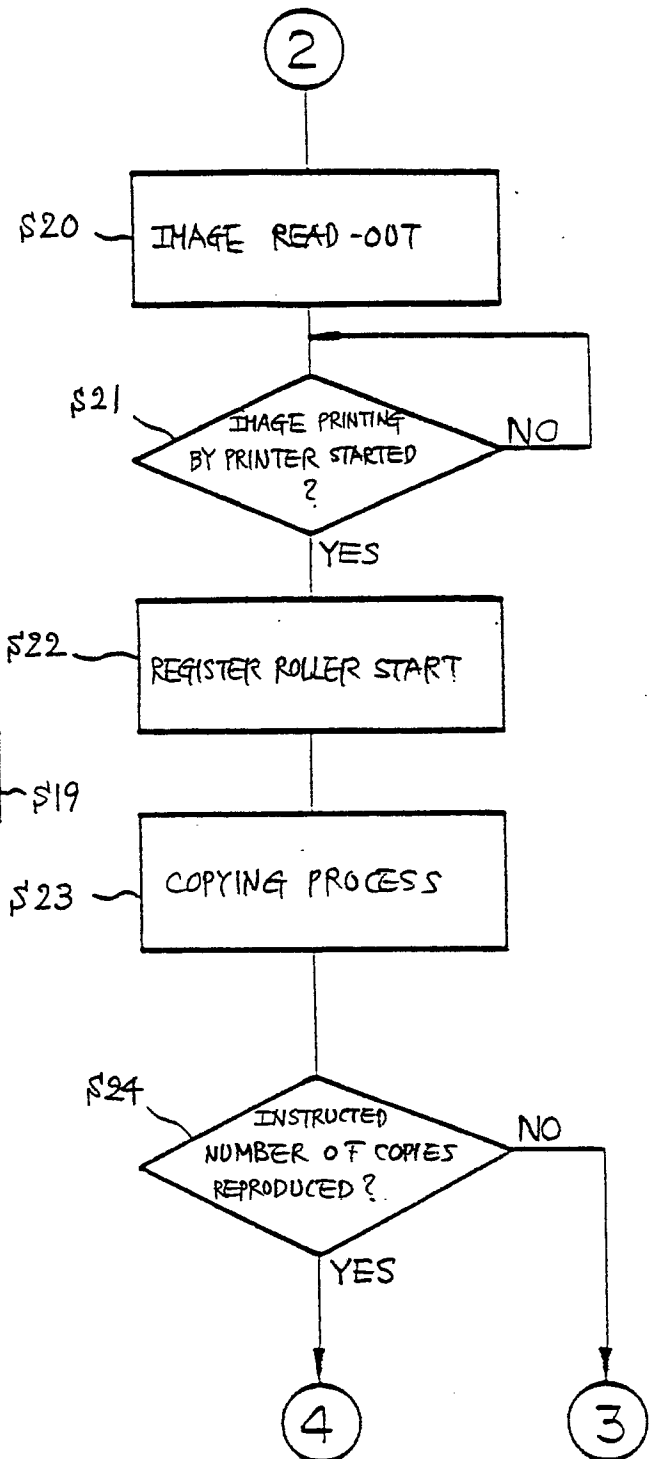 2
S20
IMAGE READ-OUT
S21
IMAGE PRINTING
BY PRINTER STARTED
?
NO
YES
S22
REGISTER ROLLER START
S19
S23
COPYING PROCESS
S24
INSTRUCTED
NUMBER OF COPIES
REPRODUCED?
NO
YES
4
3